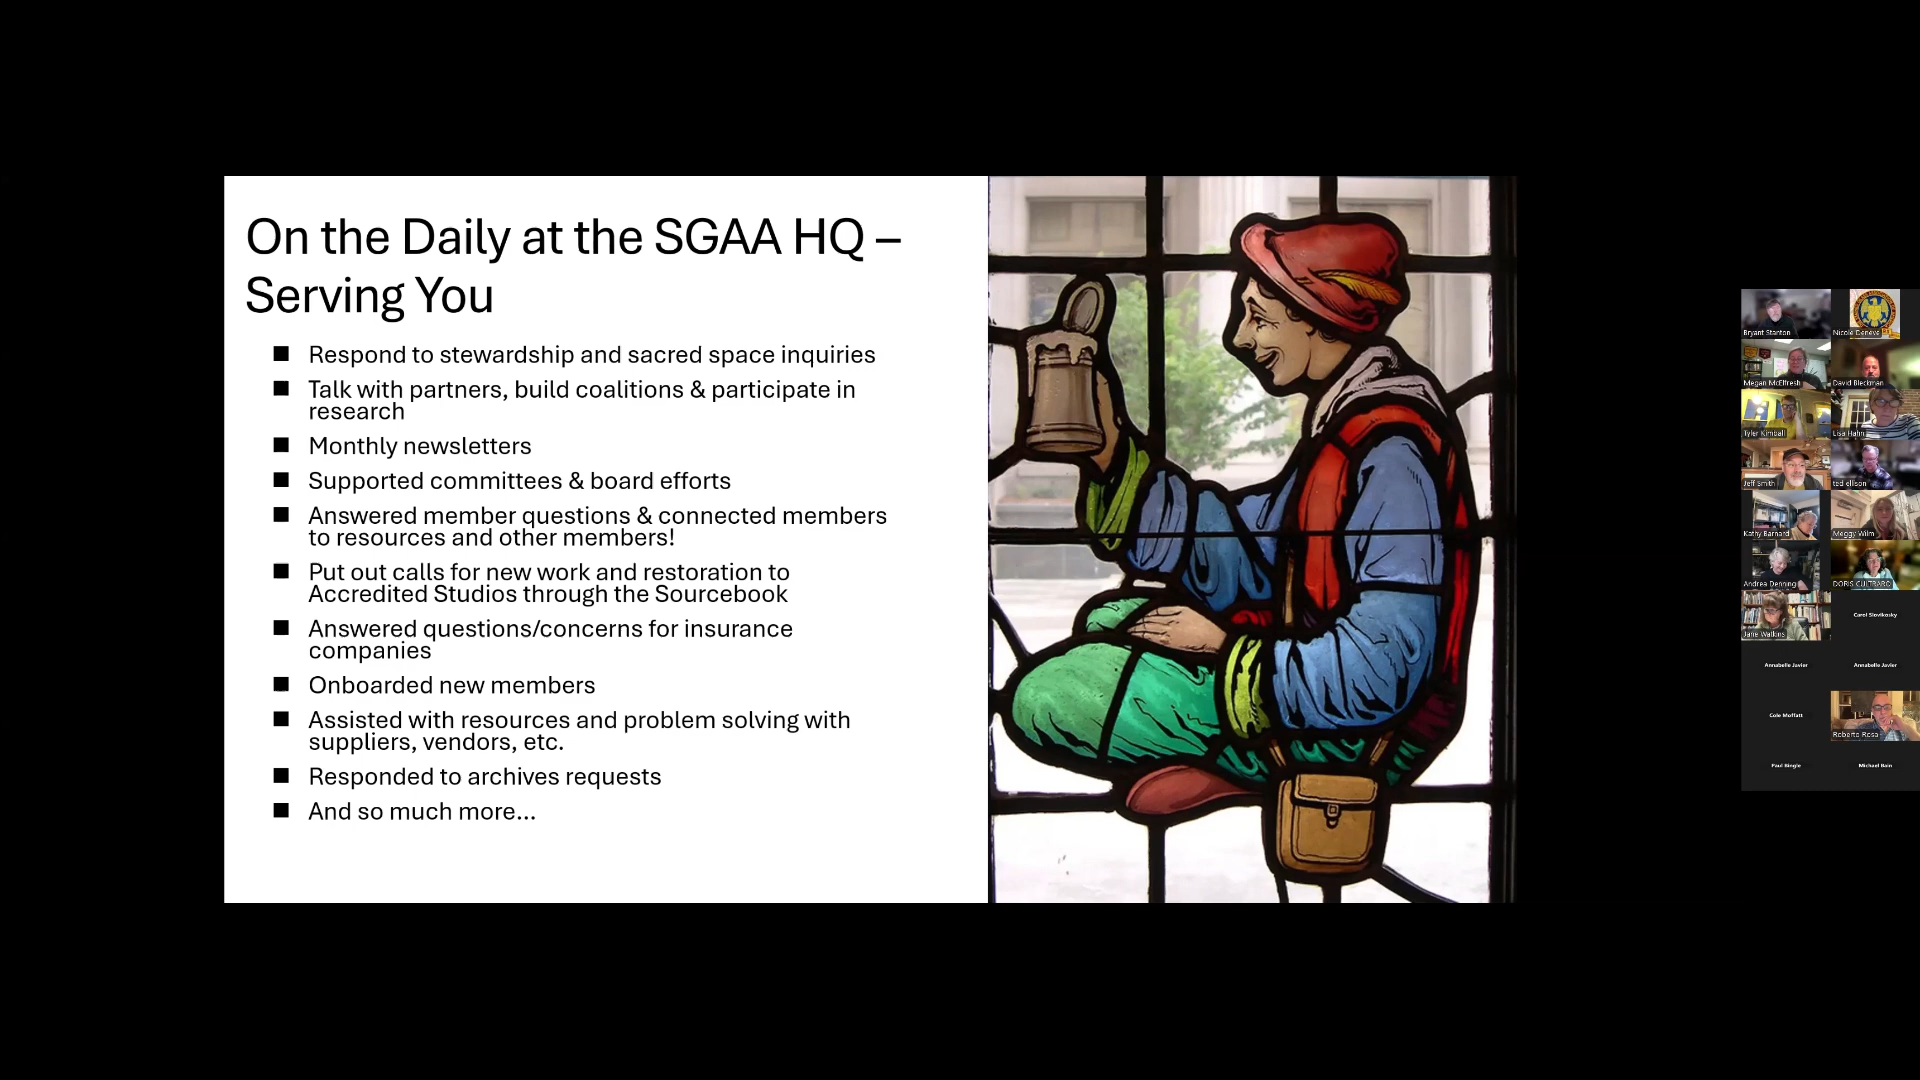 On the Daily at the SGAA HQ –
Serving You
■ Respond to stewardship and sacred space inquiries
■ Talk with partners, build coalitions & participate in
research
■ Monthly newsletters
■ Supported committees & board efforts
■ Answered member questions & connected members
to resources and other members!
■ Put out calls for new work and restoration to
Accredited Studios through the Sourcebook
■ Answered questions/concerns for insurance
companies
■ Onboarded new members
■ Assisted with resources and problem solving with
suppliers, vendors, etc.
■ Responded to archives requests
■ And so much more...
Bryant Stanton
Nicole Deneve
Megan McElfresh
David Bleckman
Tyler Kimball
Lisa Hahn
Jeff Smith
ted ellison
Kathy Barnard
Meggy Wilm
Andrea Denning
DORIS CULTRARO
Jane Watkins
Carol Slovikosky
Annabelle Javier
Annabelle Javier
Cole Moffatt
Roberto Rosa
Paul Bingle
Michael Bain